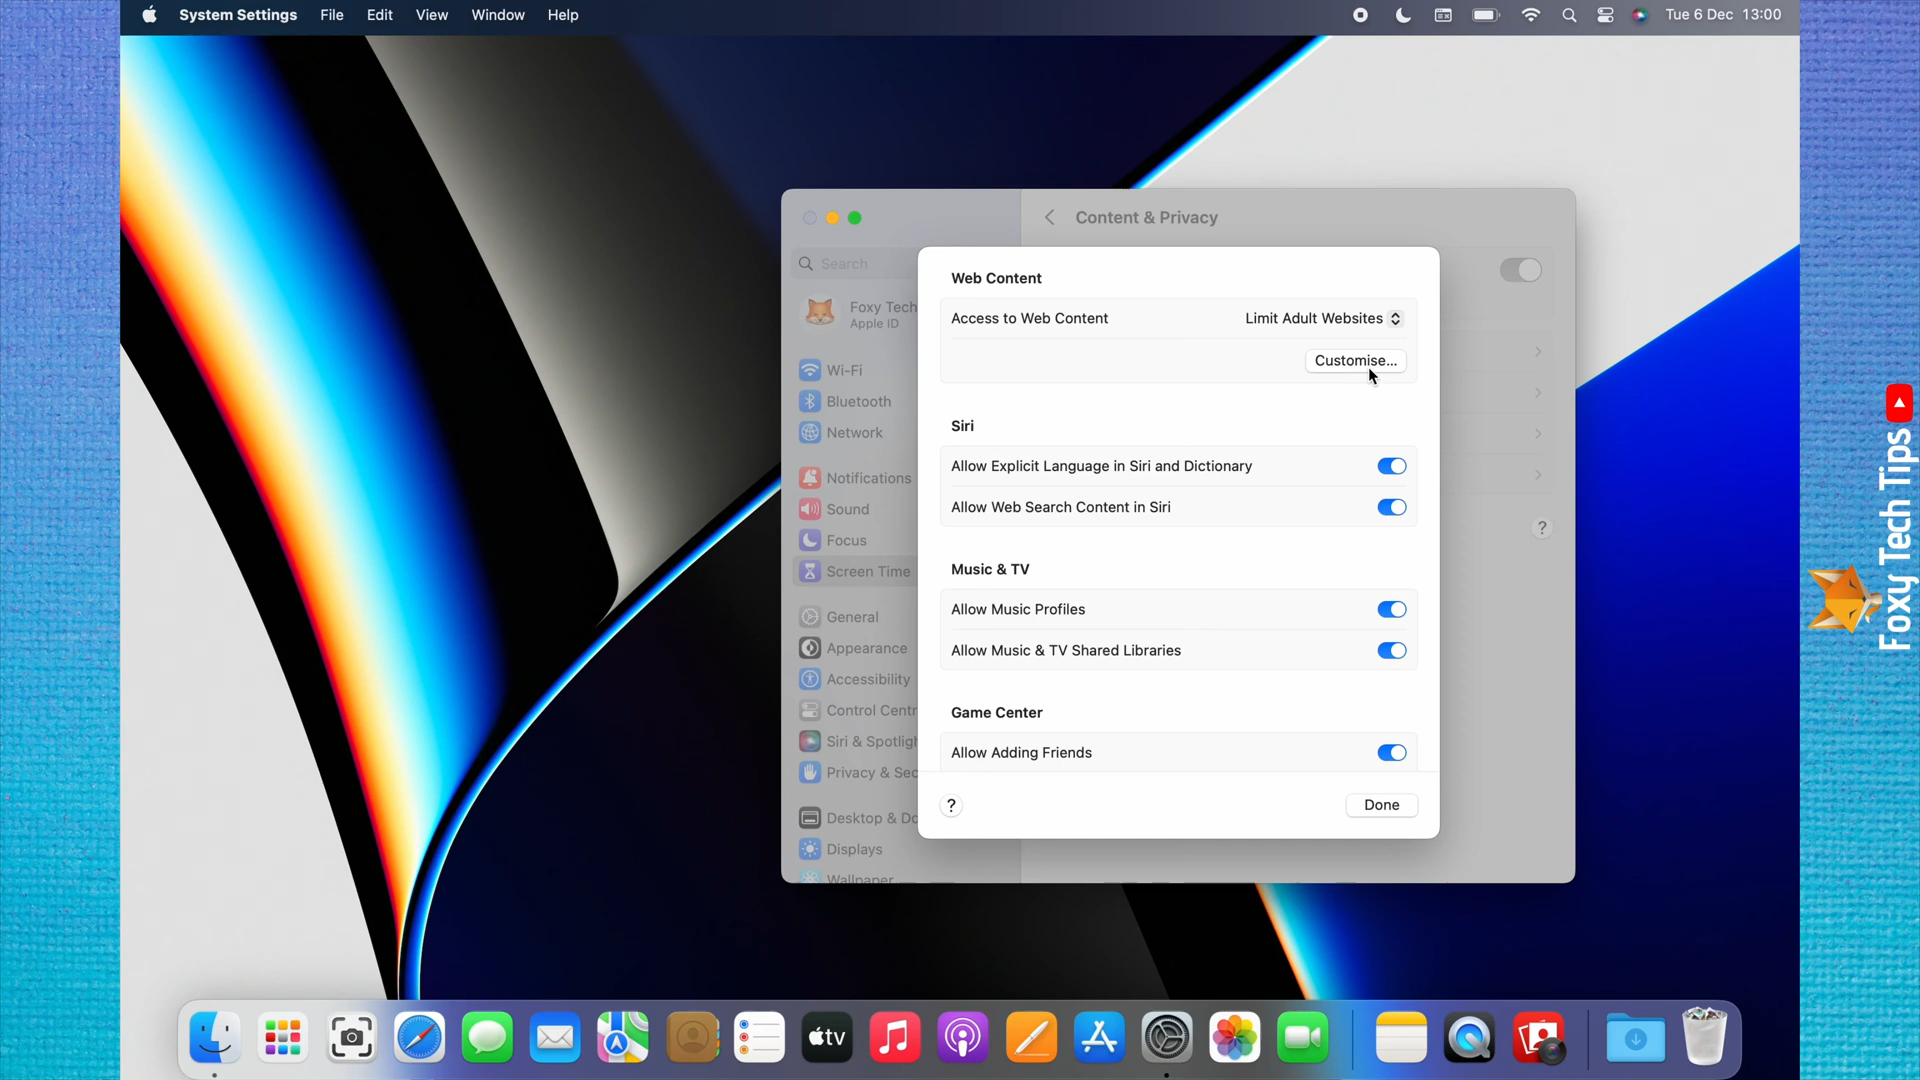 System Settings File Edit View Window Help Tue 6 Dec 13:00
Content & Privacy
Search
Foxy Tech
Apple ID
Wi-Fi
Bluetooth
Network
Notifications
Sound
Focus
Screen Time
General
Appearance
Accessibility
Control Centr
Siri & Spotligh
Privacy & Sec
Desktop & Do
Displays
Wallpaper
Web Content
Access to Web Content Limit Adult Websites
Customise...
Siri
Allow Explicit Language in Siri and Dictionary
Allow Web Search Content in Siri
Music & TV
Allow Music Profiles
Allow Music & TV Shared Libraries
Game Center
Allow Adding Friends
? Done
?
tv
Foxy Tech Tips